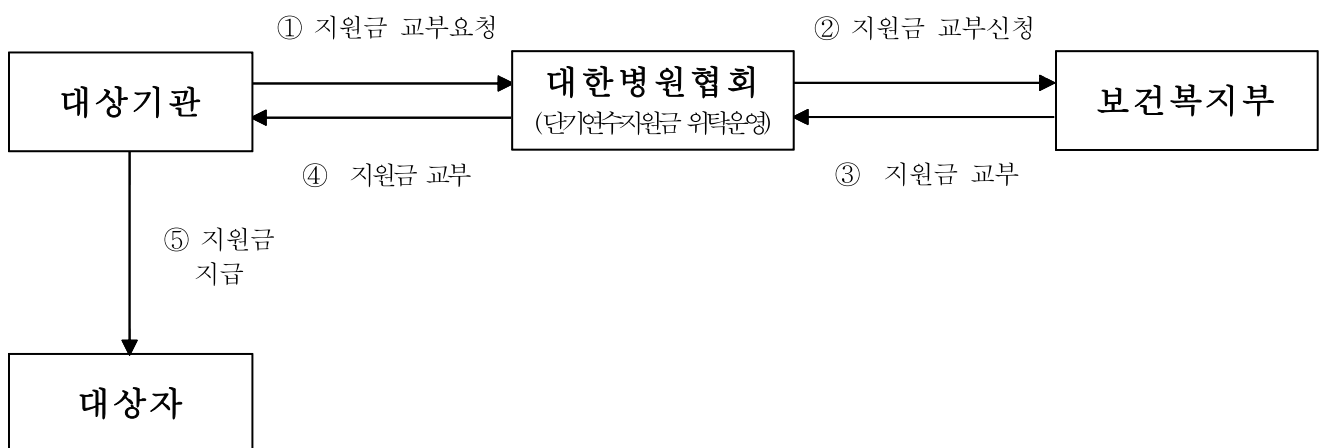 ① 지원금 교부요청
② 지원금 교부신청
대상기관
대한병원협회
(단기연수지원금 위탁운영)
보건복지부
④ 지원금 교부
③ 지원금 교부
⑤ 지원금
지급
대상자